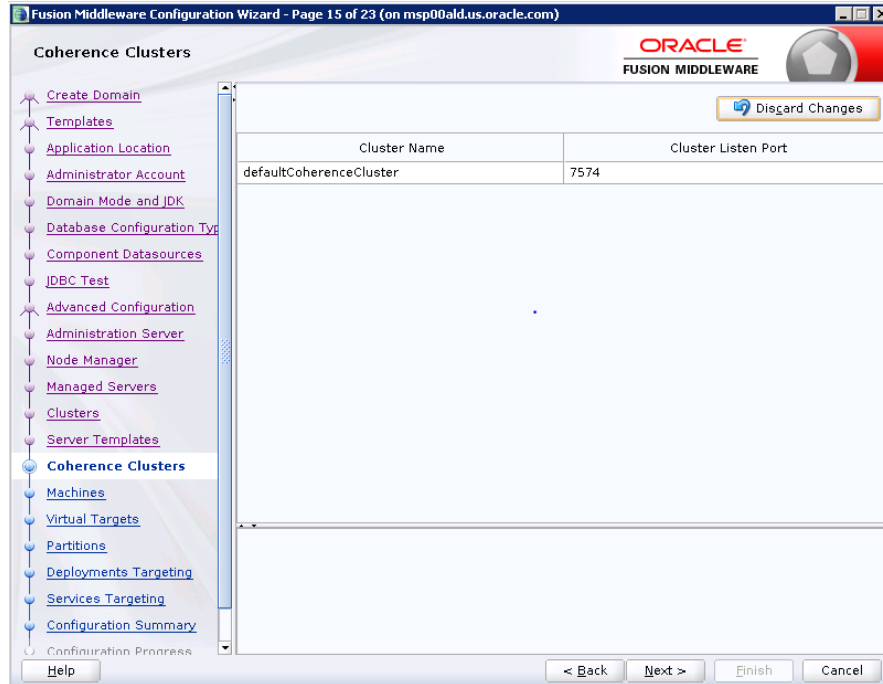 Fusion Middleware Configuration Wizard - Page 15 of 23 (on msp00ald.us.oracle.com)
Coherence Clusters
ORACLE
FUSION MIDDLEWARE
Create Domain
Templates
Application Location
Administrator Account
Domain Mode and JDK
Database Configuration Typ
Component Datasources
JDBC Test
Advanced Configuration
Administration Server
Node Manager
Managed Servers
Clusters
Server Templates
Coherence Clusters
Machines
Virtual Targets
Partitions
Deployments Targeting
Services Targeting
Configuration Summary
Configuration Progress
Discard Changes
Cluster Name Cluster Listen Port
defaultCoherenceCluster 7574
Help < Back Next > Finish Cancel